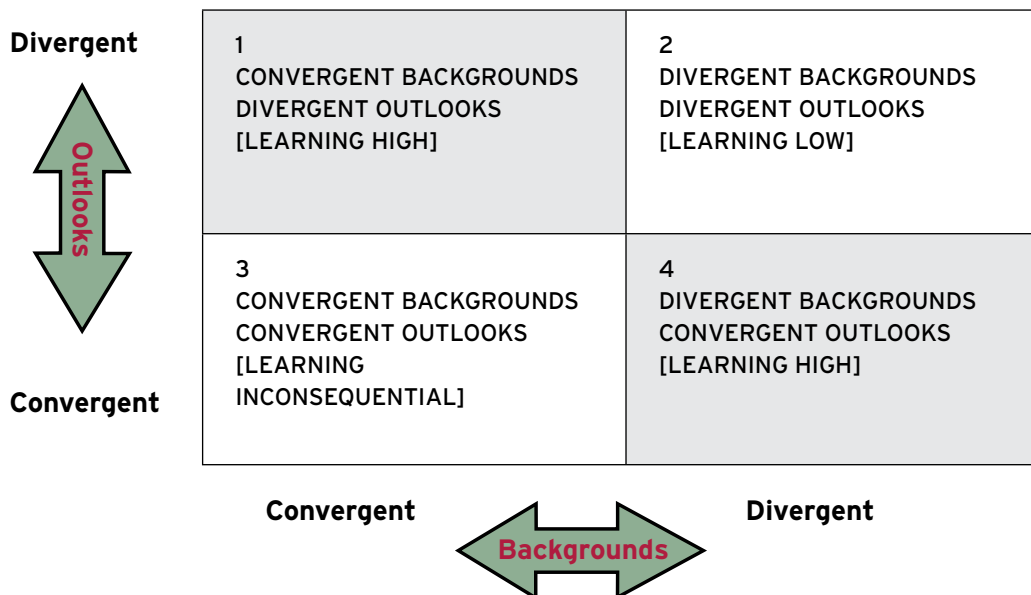 Divergent
Outlooks
Convergent
1
CONVERGENT BACKGROUNDS
DIVERGENT OUTLOOKS
[LEARNING HIGH]
2
DIVERGENT BACKGROUNDS
DIVERGENT OUTLOOKS
[LEARNING LOW]
3
CONVERGENT BACKGROUNDS
CONVERGENT OUTLOOKS
[LEARNING
INCONSEQUENTIAL]
4
DIVERGENT BACKGROUNDS
CONVERGENT OUTLOOKS
[LEARNING HIGH]
Convergent
Backgrounds
Divergent